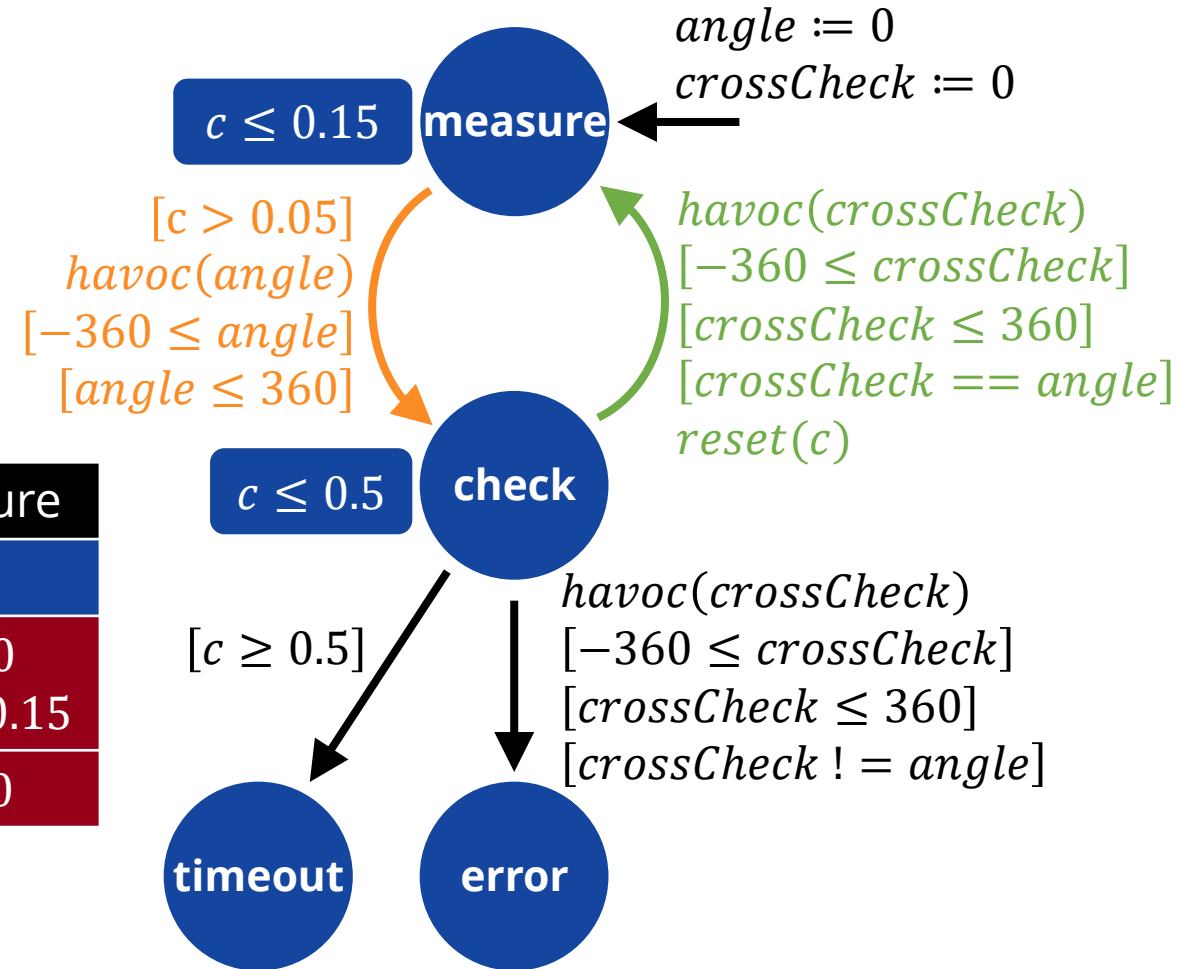 angle ≔ 0
crossCheck ≔ 0
c ≤ 0.15
measure
[c > 0.05]
havoc(angle)
[−360 ≤ angle]
[angle ≤ 360]
havoc(crossCheck)
[−360 ≤ crossCheck]
[crossCheck ≤ 360]
[crossCheck == angle]
reset(c)
c ≤ 0.5
check
[c ≥ 0.5]
havoc(crossCheck)
[−360 ≤ crossCheck]
[crossCheck ≤ 360]
[crossCheck ! = angle]
timeout
error